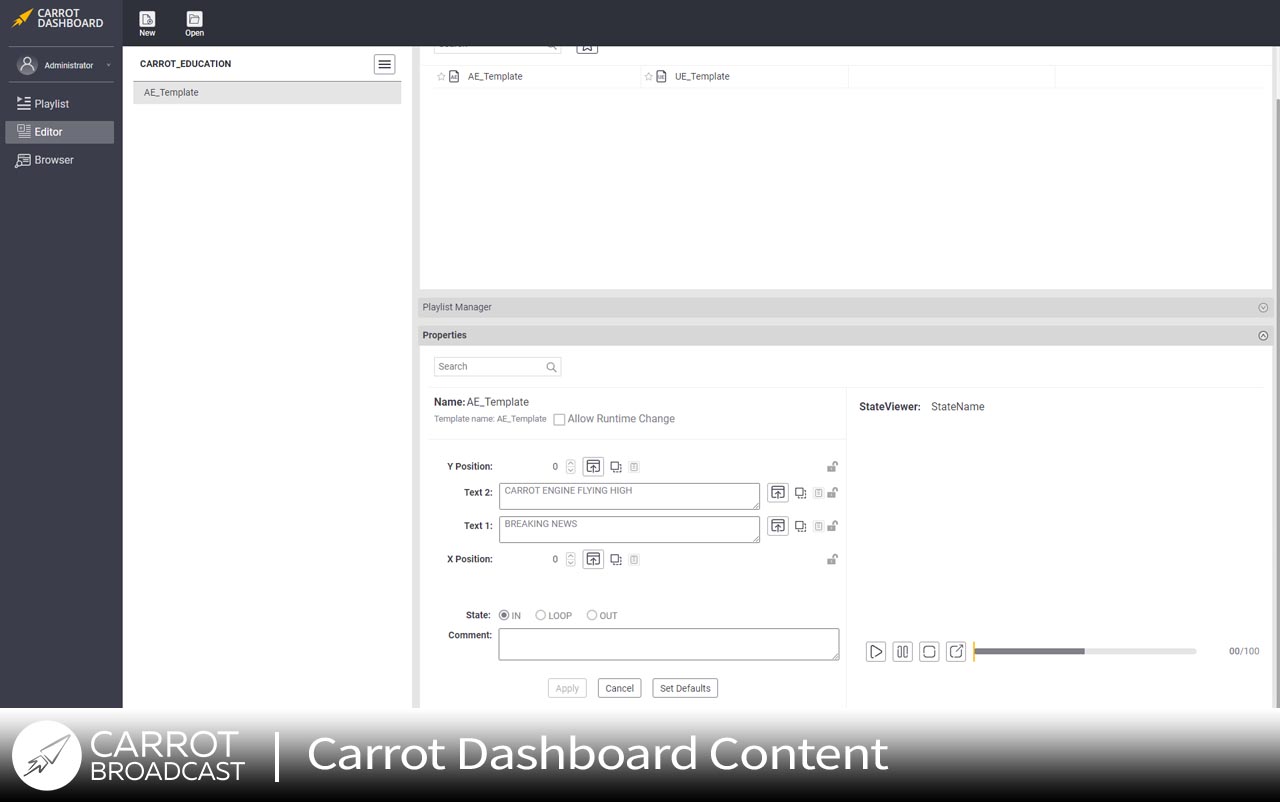 CARROT
DASHBOARD
New
Open
Administrator
Playlist
Editor
Browser
CARROT_EDUCATION
AE_Template
AE_Template
UE_Template
Playlist Manager
Properties
Search
Name: AE_Template
Template name: AE_Template Allow Runtime Change
StateViewer: StateName
Y Position: 0
Text 2: CARROT ENGINE FLYING HIGH
Text 1: BREAKING NEWS
X Position: 0
State: IN LOOP OUT
Comment:
00/100
Apply Cancel Set Defaults
CARROT
BROADCAST
Carrot Dashboard Content